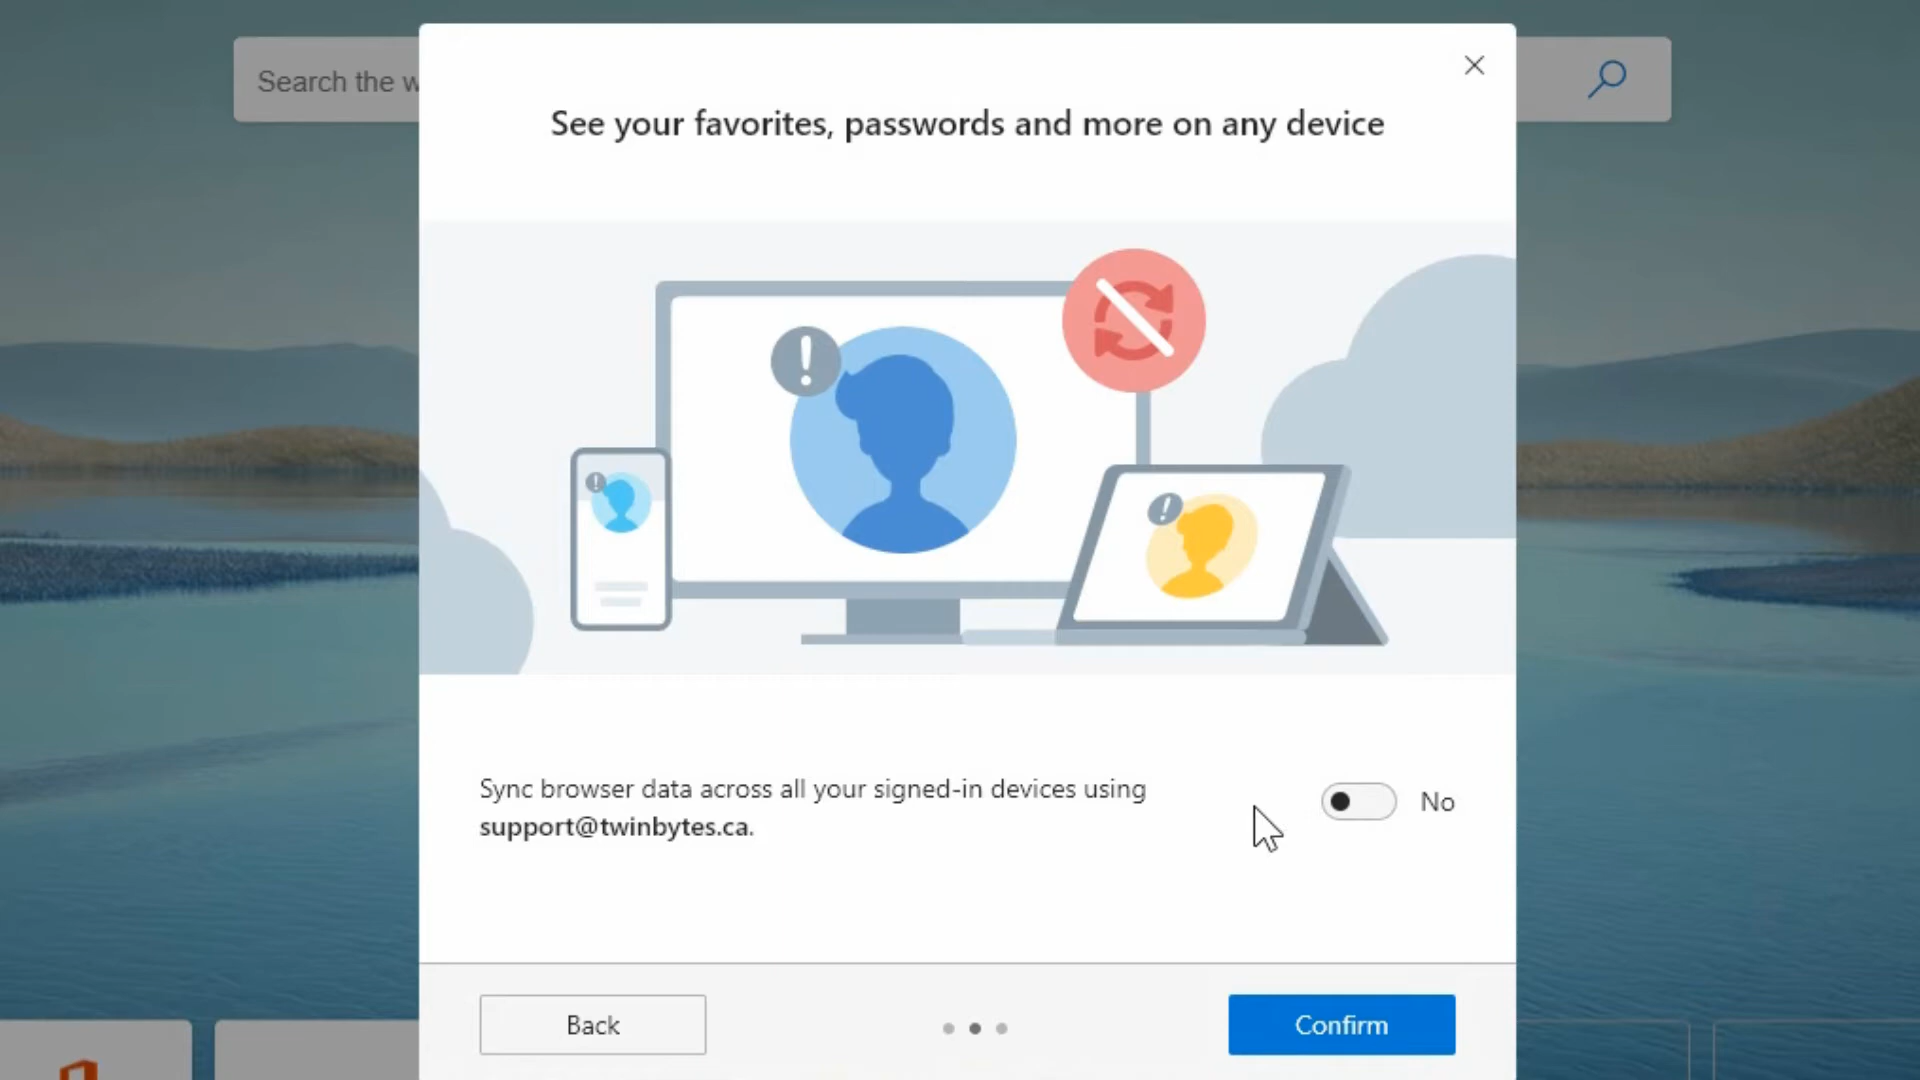 Search the w
See your favorites, passwords and more on any device
Sync browser data across all your signed-in devices using
support@twinbytes.ca.
No
Back
Confirm